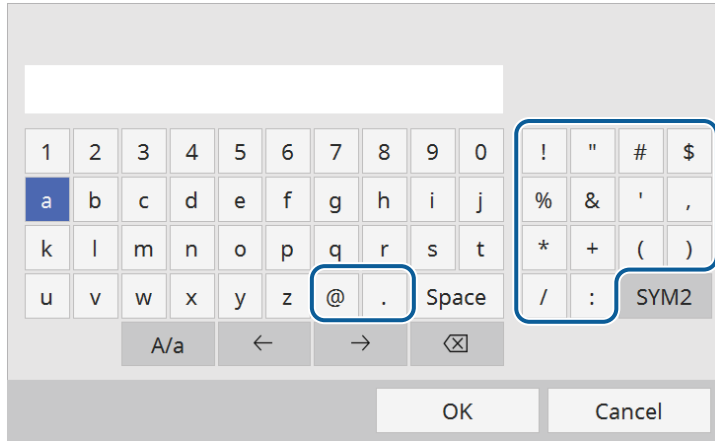 1 2 3 4 5 6 7 8 9 0 ! " # $
a b c d e f g h i j % & ' ,
k l m n o p q r s t * + ( )
u v w x y z @ . Space / : SYM2
A/a ← → ⌫
OK Cancel